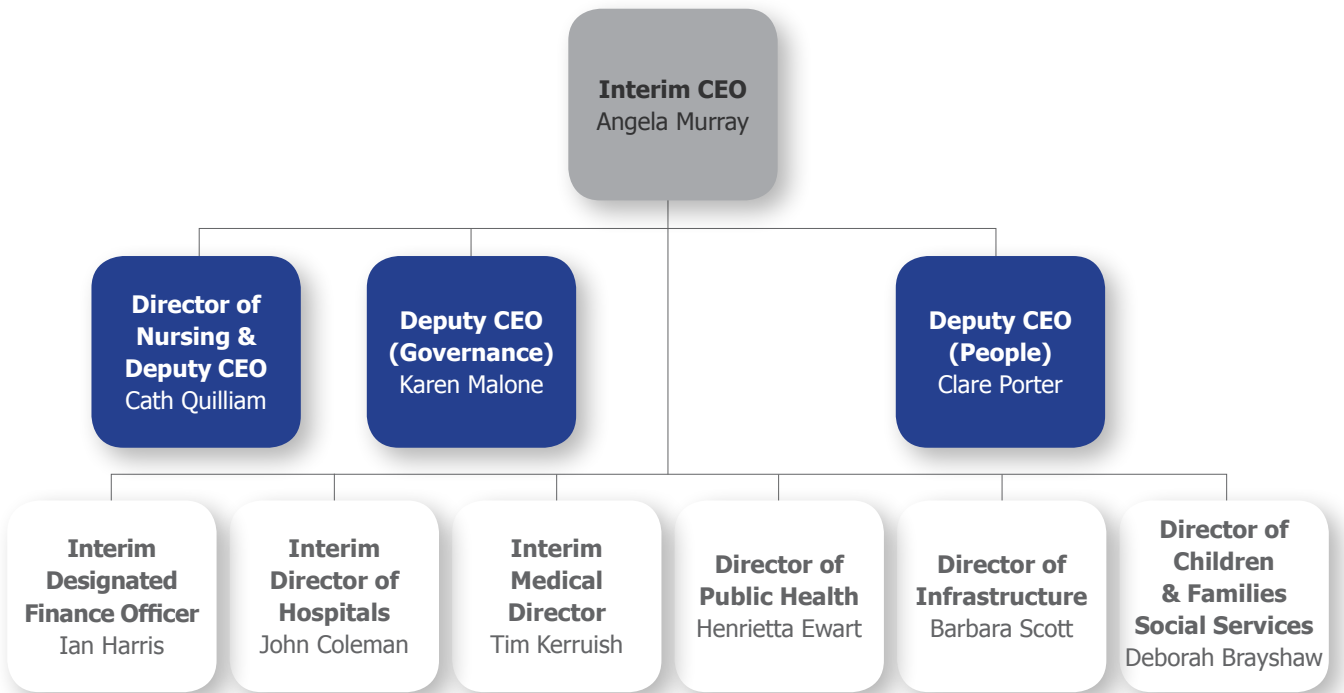 Interim CEO
Angela Murray
Director of
Nursing &
Deputy CEO
Cath Quilliam
Deputy CEO
(Governance)
Karen Malone
Deputy CEO
(People)
Clare Porter
Interim
Designated
Finance Officer
Ian Harris
Interim
Director of
Hospitals
John Coleman
Interim
Medical
Director
Tim Kerruish
Director of
Public Health
Henrietta Ewart
Director of
Infrastructure
Barbara Scott
Director of
Children
& Families
Social Services
Deborah Brayshaw